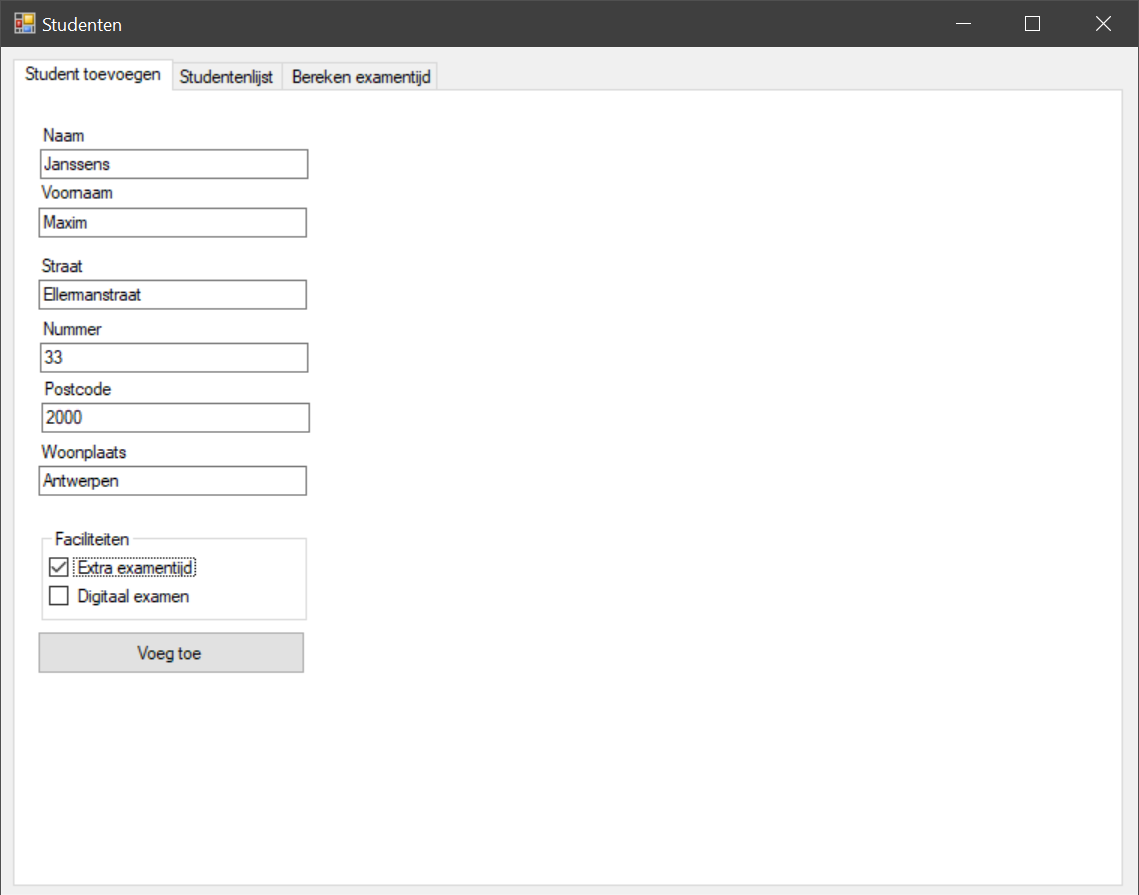 Studenten
Student toevoegen Studentenlijst Bereken examentijd
Naam
Janssens
Voornaam
Maxim
Straat
Ellermanstraat
Nummer
33
Postcode
2000
Woonplaats
Antwerpen
Faciliteiten
Extra examentijd
Digitaal examen
Voeg toe